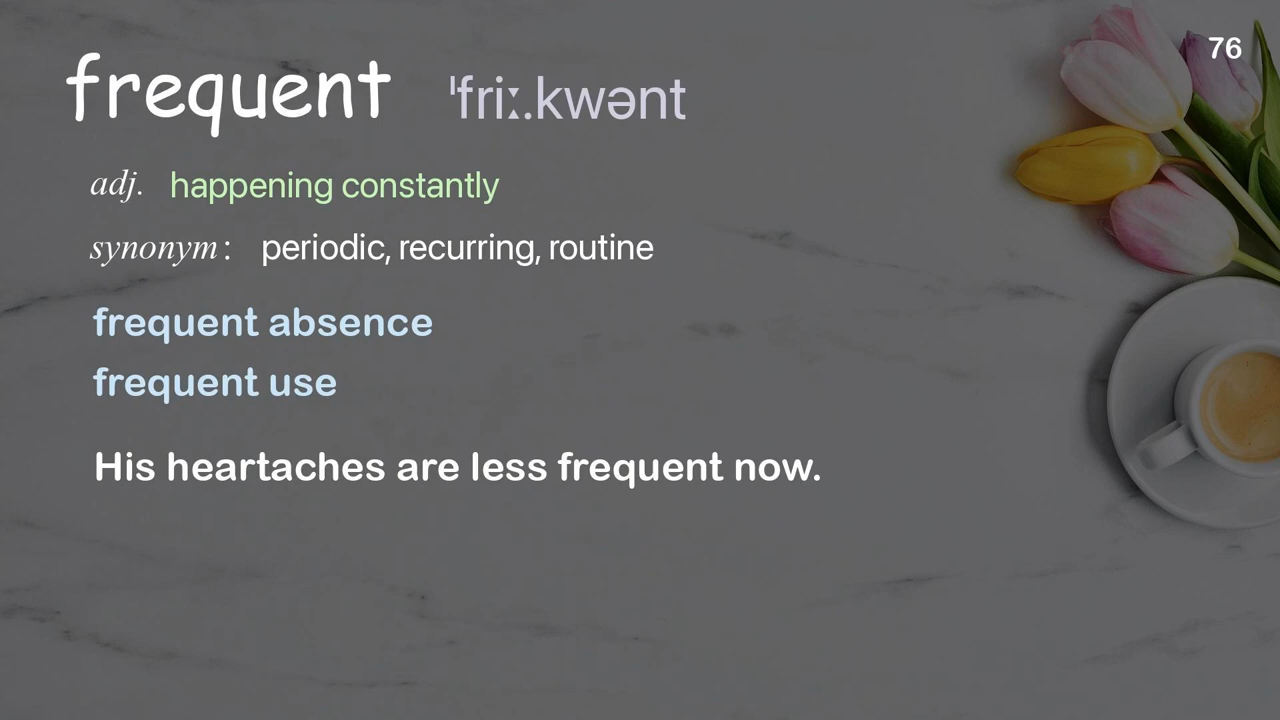 76
frequent ˈfriː.kwənt
adj. happening constantly
synonym: periodic, recurring, routine
frequent absence
frequent use
His heartaches are less frequent now.